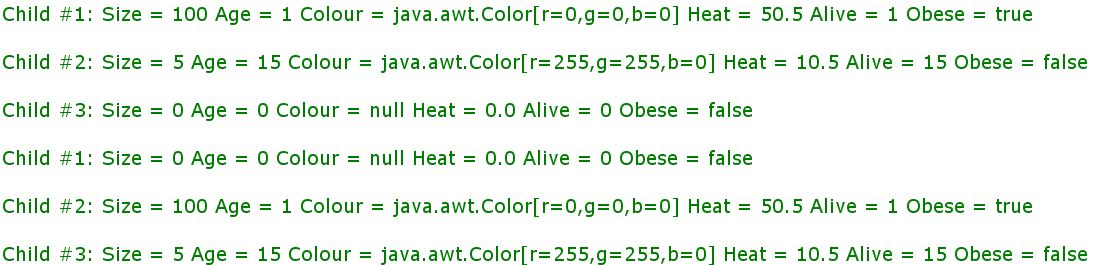 Child #1: Size = 100 Age = 1 Colour = java.awt.Color[r=0,g=0,b=0] Heat = 50.5 Alive = 1 Obese = true
Child #2: Size = 5 Age = 15 Colour = java.awt.Color[r=255,g=255,b=0] Heat = 10.5 Alive = 15 Obese = false
Child #3: Size = 0 Age = 0 Colour = null Heat = 0.0 Alive = 0 Obese = false
Child #1: Size = 0 Age = 0 Colour = null Heat = 0.0 Alive = 0 Obese = false
Child #2: Size = 100 Age = 1 Colour = java.awt.Color[r=0,g=0,b=0] Heat = 50.5 Alive = 1 Obese = true
Child #3: Size = 5 Age = 15 Colour = java.awt.Color[r=255,g=255,b=0] Heat = 10.5 Alive = 15 Obese = false